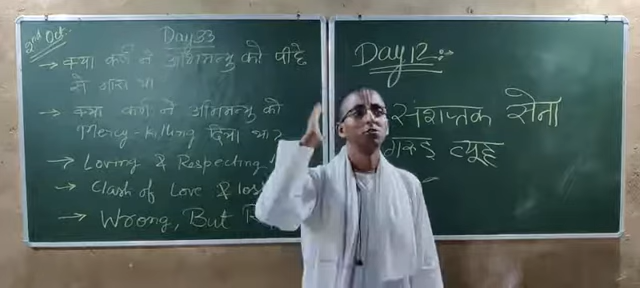 2nd Oct.
Day 33
→ क्या कर्ण ने अभिमन्यु को पीछे
से मारा था
→ क्या कर्ण ने अभिमन्यु को
Mercy-killing दिया था?
→ Loving & Respecting
→ Clash of Love &
→ Wrong, But
Day 12 :-
संशप्तक सेना
व्यूह